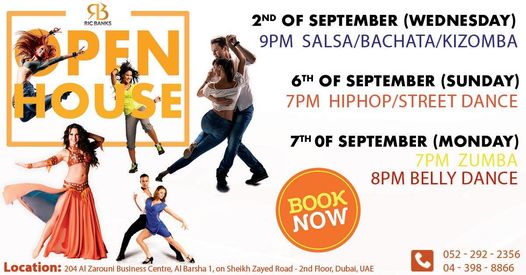 RIC BANKS
OPEN
HOUSE
2ND OF SEPTEMBER (WEDNESDAY)
9PM SALSA/BACHATA/KIZOMBA
6TH OF SEPTEMBER (SUNDAY)
7PM HIPHOP/STREET DANCE
7TH OF SEPTEMBER (MONDAY)
7PM ZUMBA
8PM BELLY DANCE
BOOK
NOW
052 - 292 - 2356
04 - 398 - 8866
Location: 204 Al Zarouni Business Centre, Al Barsha 1, on Sheikh Zayed Road - 2nd Floor, Dubai, UAE